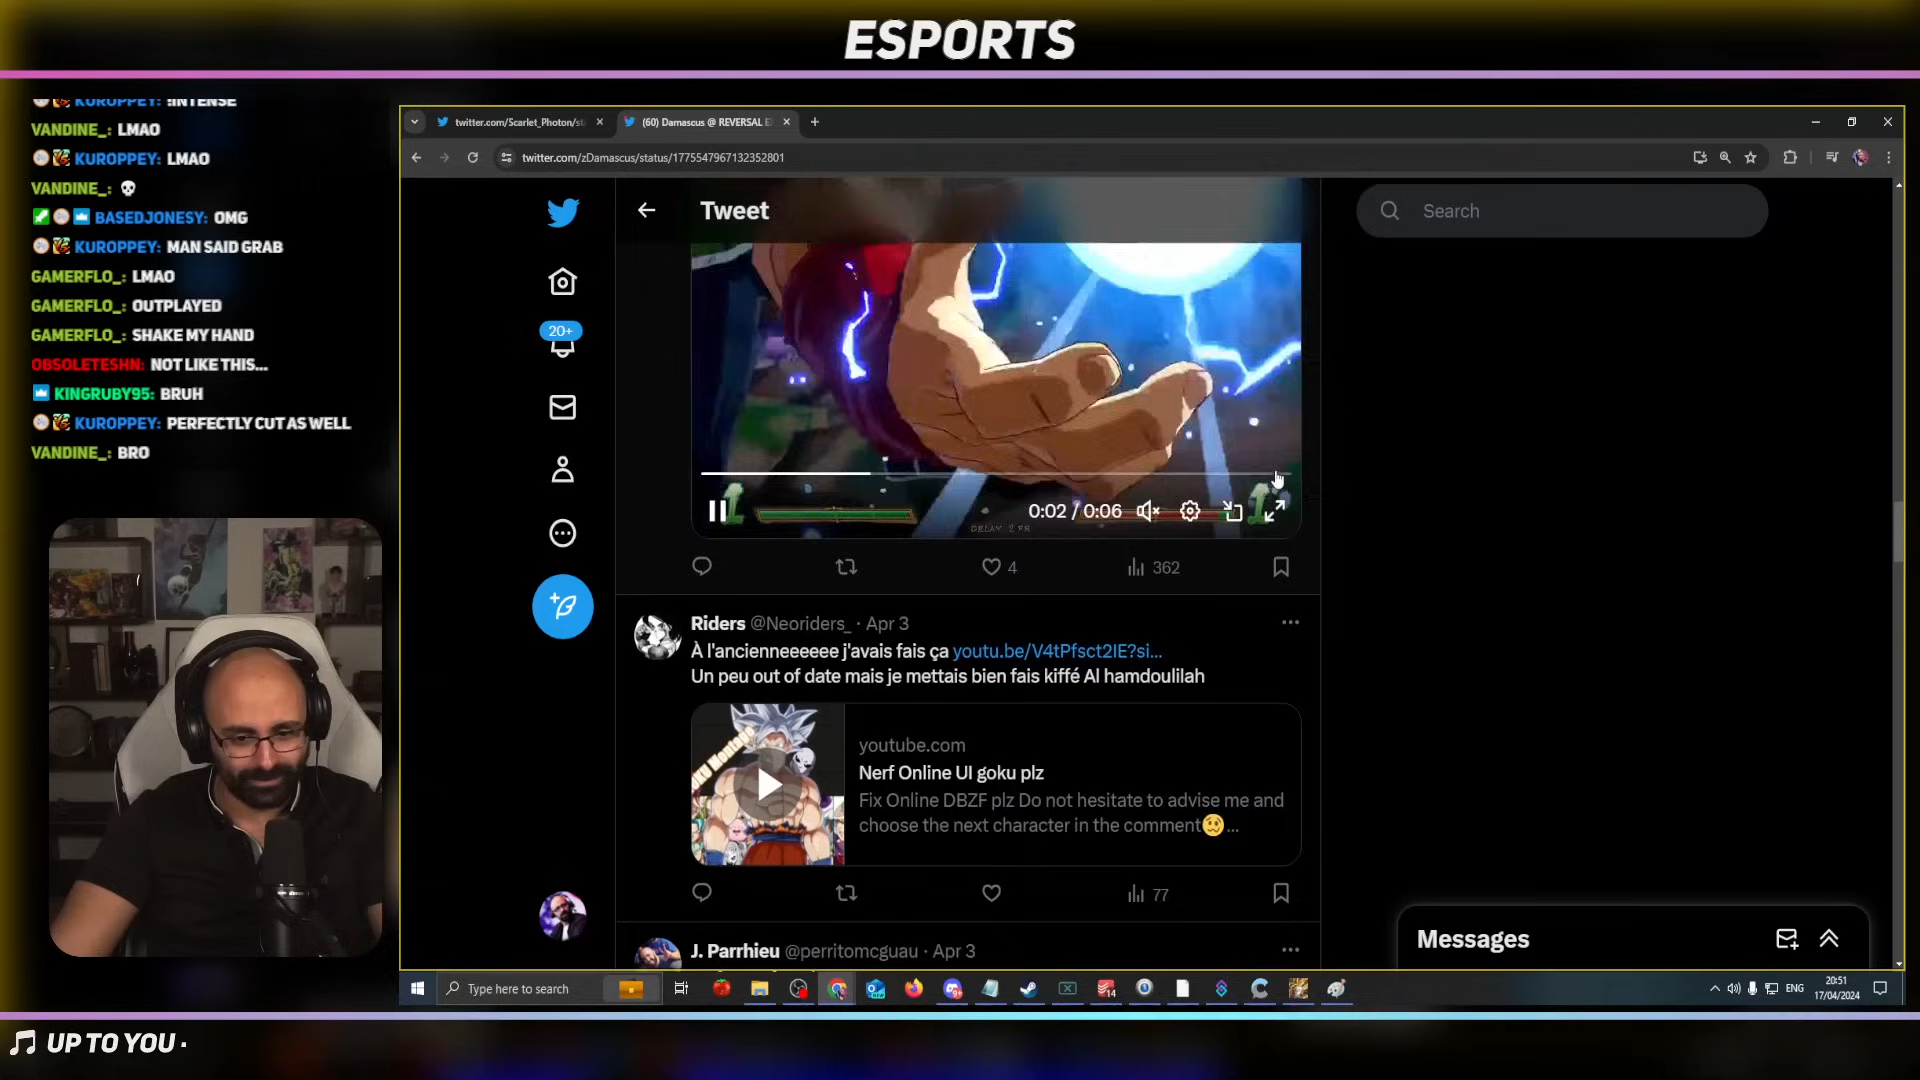 ESPORTS
KUROPPEY: !INTENSE
VANDINE_: LMAO
KUROPPEY: LMAO
VANDINE_: 💀
BASEDJONESY: OMG
KUROPPEY: MAN SAID GRAB
GAMERFLO_: LMAO
GAMERFLO_: OUTPLAYED
GAMERFLO_: SHAKE MY HAND
OBSOLETESHN: NOT LIKE THIS...
KINGRUBY95: BRUH
KUROPPEY: PERFECTLY CUT AS WELL
VANDINE_: BRO
twitter.com/Scarlet_Photon/st
(60) Damascus @ REVERSAL E
twitter.com/zDamascus/status/1775547967132352801
Tweet
Search
20+
0:02 / 0:06
DELAY 2 FR
4
362
Riders @Neoriders_ · Apr 3
À l'ancienneeeeee j'avais fais ça youtu.be/V4tPfsct2IE?si...
Un peu out of date mais je mettais bien fais kiffé Al hamdoulilah
youtube.com
Nerf Online UI goku plz
Fix Online DBZF plz Do not hesitate to advise me and
choose the next character in the comment🥴...
77
J. Parrhieu @perritomcguau · Apr 3
Messages
Type here to search
14
ENG
20:51
17/04/2024
UP TO YOU ·